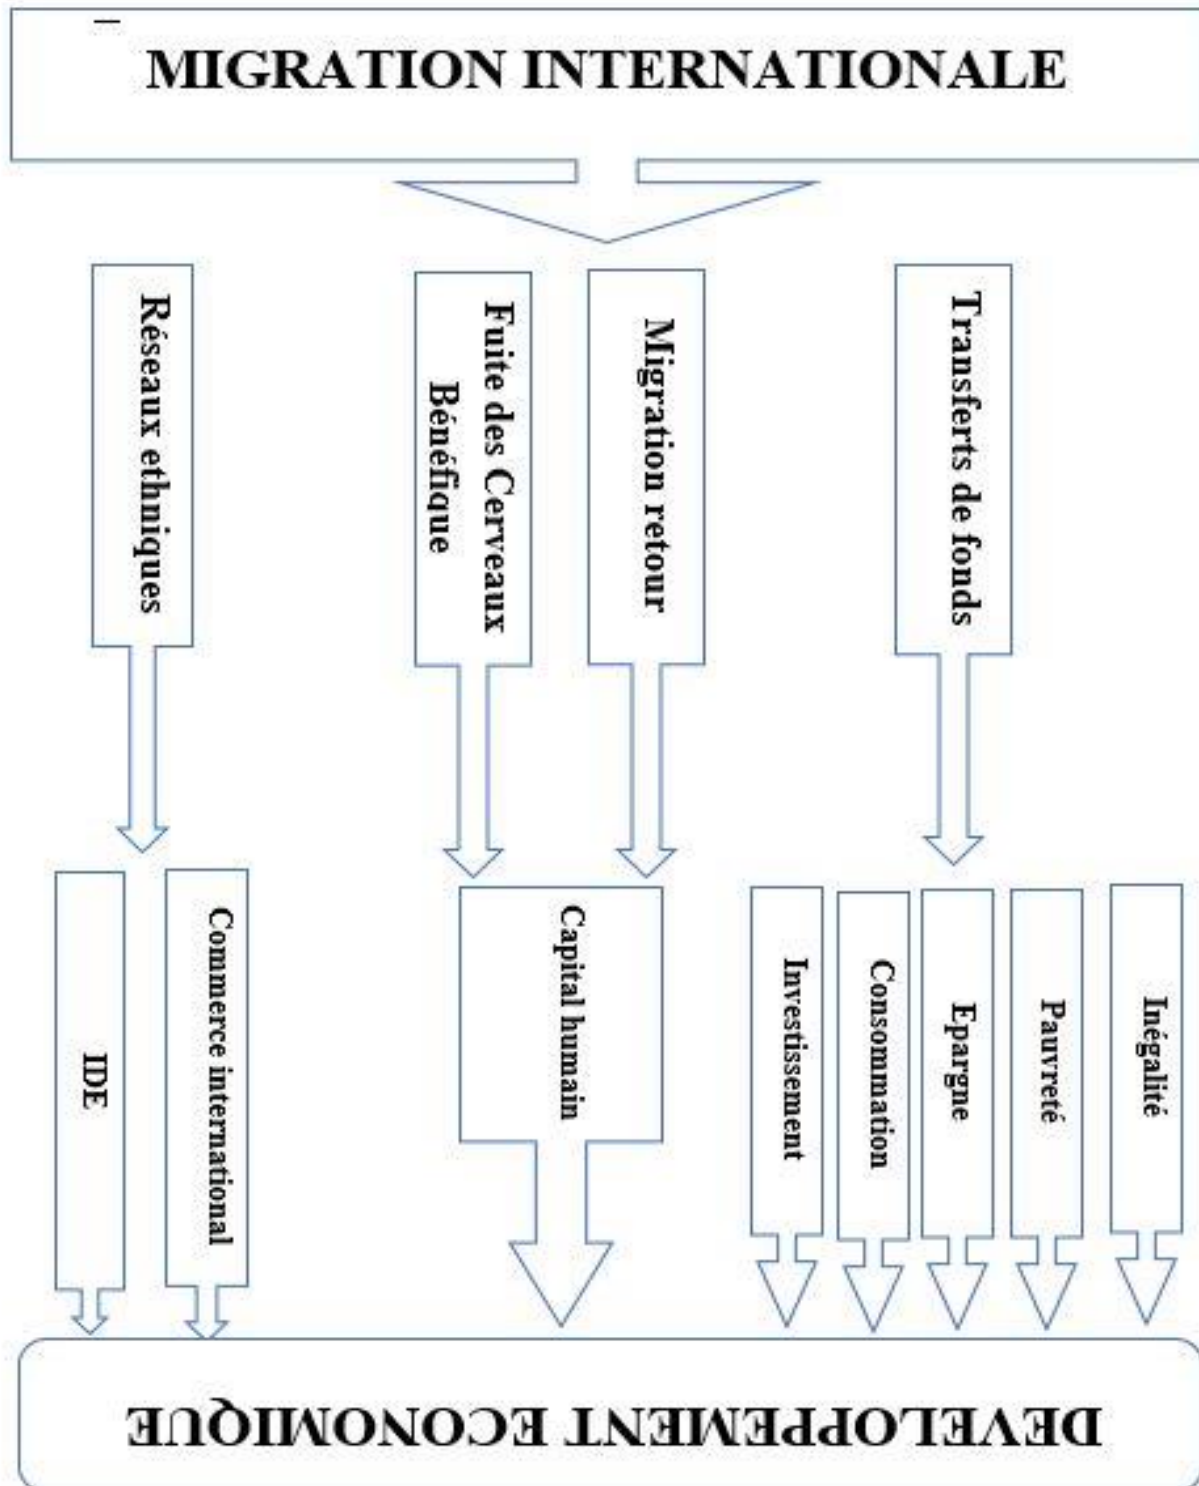 MIGRATION INTERNATIONALE
Réseaux ethniques
Fuite des Cerveaux
Bénéfique
Migration retour
Transferts de fonds
IDE
Commerce international
Capital humain
Investissement
Consommation
Epargne
Pauvreté
Inégalité
DEVELOPPEMENT ECONOMIQUE